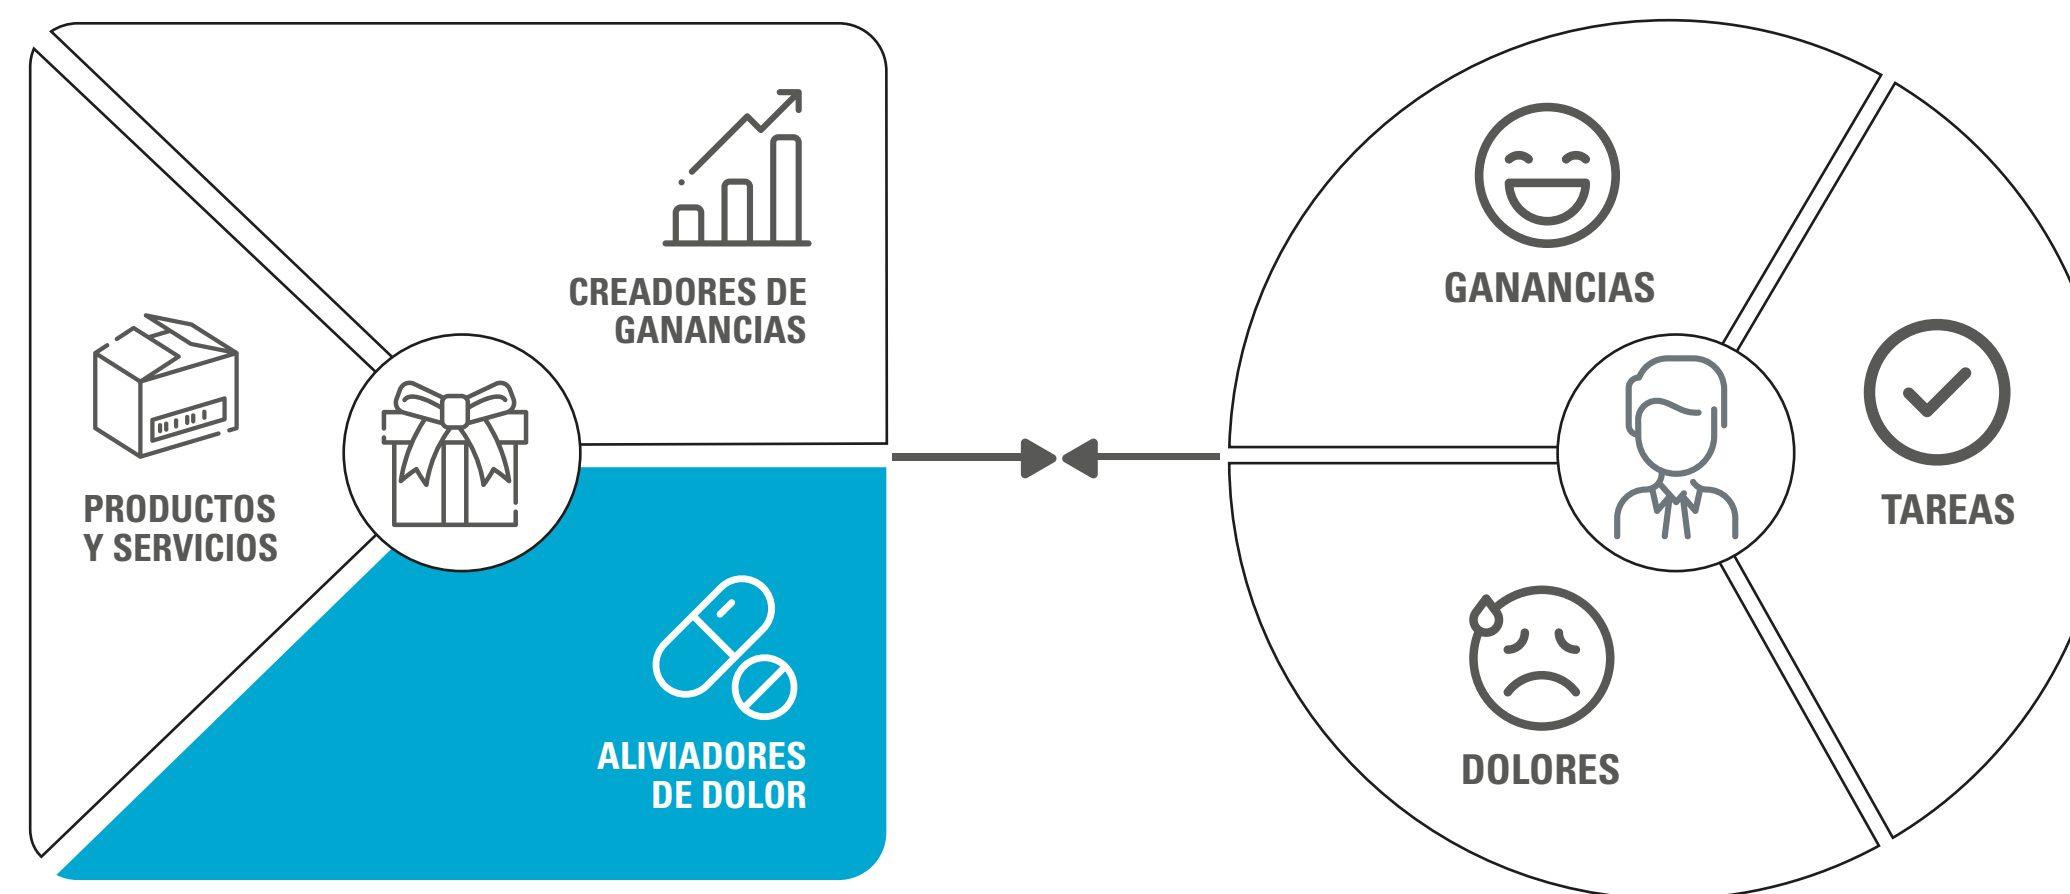 CREADORES DE
GANANCIAS
PRODUCTOS
Y SERVICIOS
ALIVIADORES
DE DOLOR
GANANCIAS
TAREAS
DOLORES